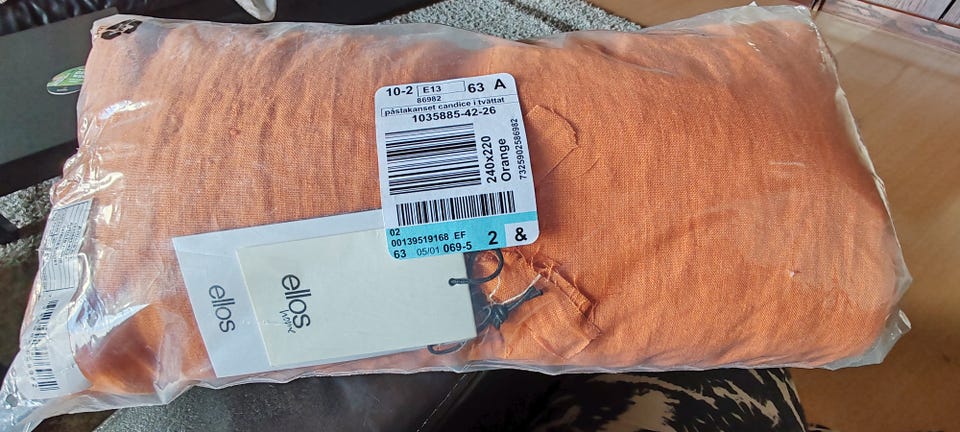 10-2 E13 63 A
86982
påslakanset candice i tvättat
1035885-42-26
240x220
Orange
7325902586982
02
00139519168 EF
63 05/01 069-5 2 &
ellos
ellos
home